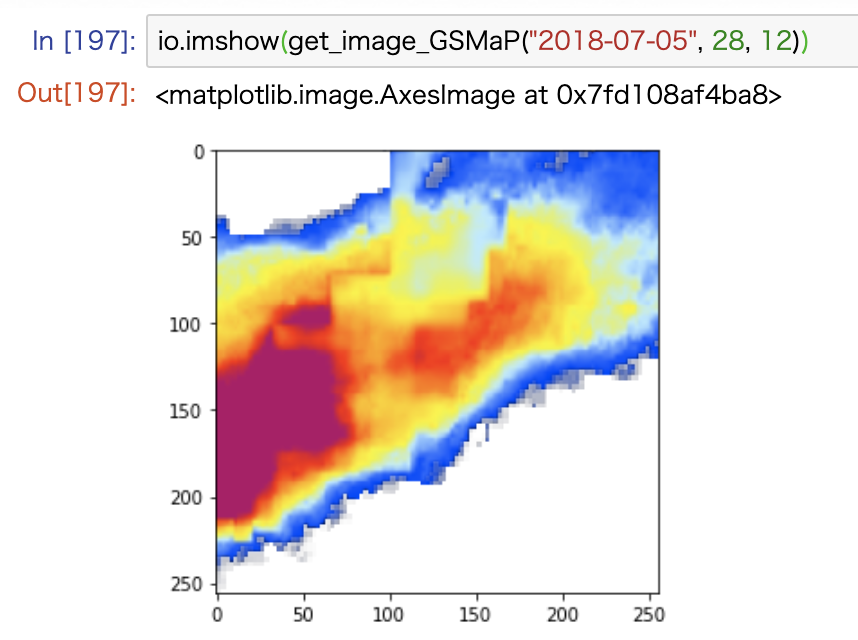 In [197]: io.imshow(get_image_GSMaP("2018-07-05", 28, 12))
Out[197]: <matplotlib.image.AxesImage at 0x7fd108af4ba8>
0
50
100
150
200
250
0 50 100 150 200 250